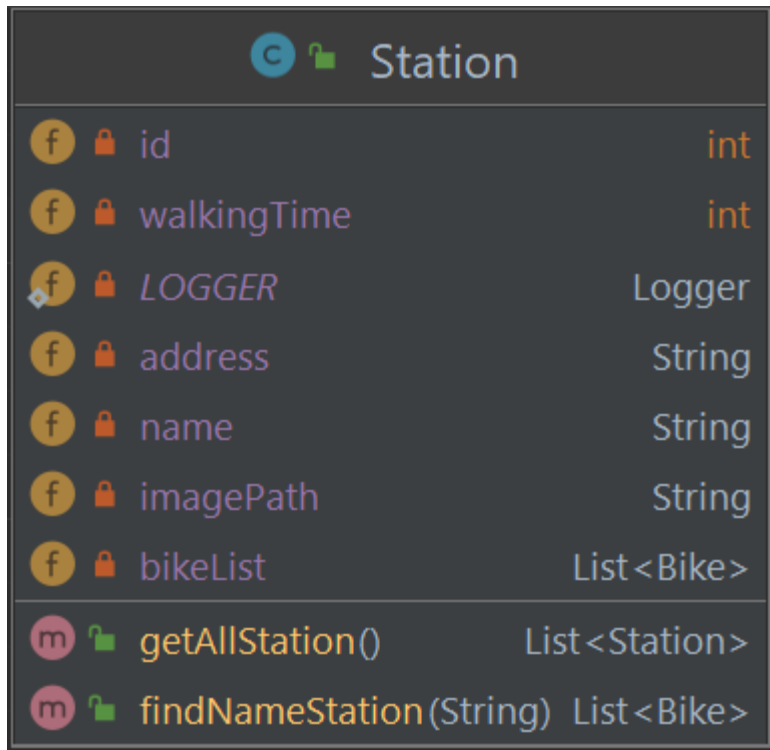 C Station
f id int
f walkingTime int
f LOGGER Logger
f address String
f name String
f imagePath String
f bikeList List<Bike>
m getAllStation() List<Station>
m findNameStation(String) List<Bike>